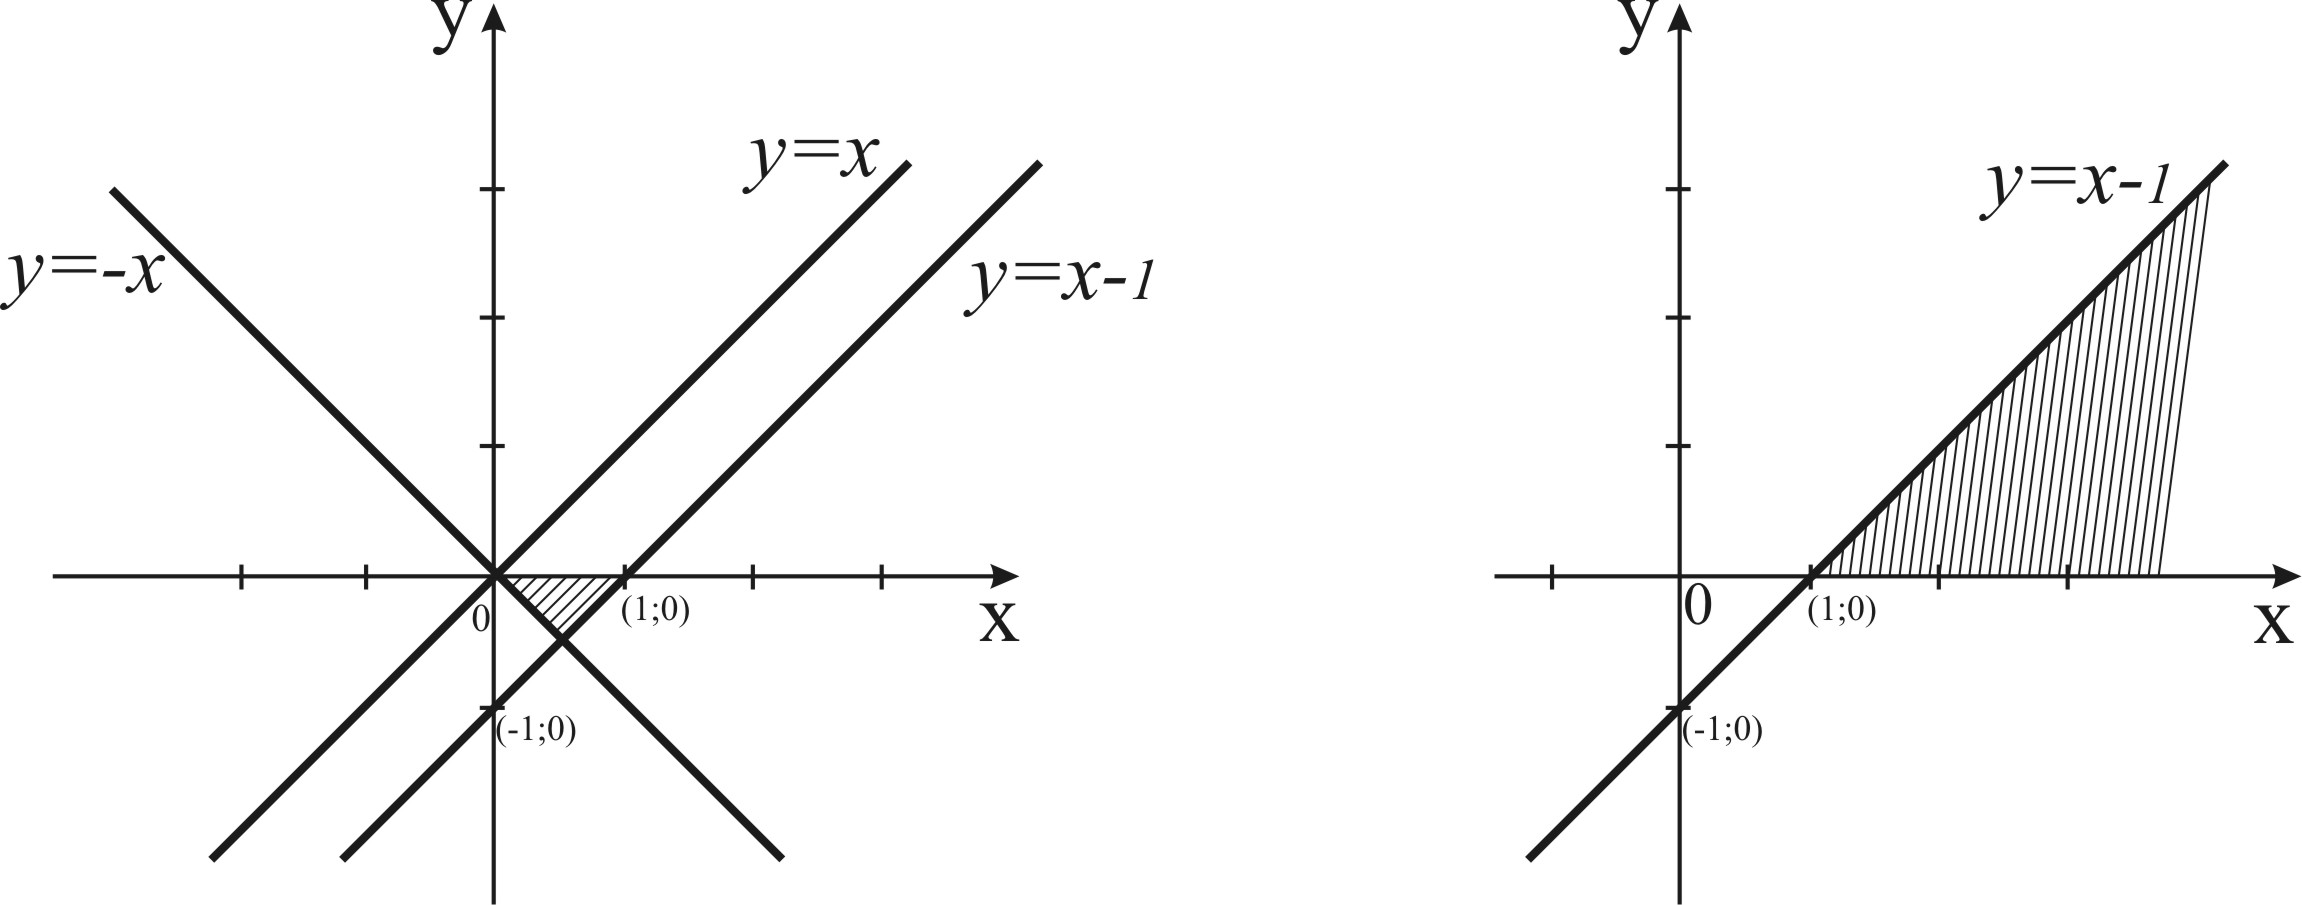 y
y=x
y=-x
y=x-1
0
(1;0)
x
(-1;0)
y
y=x-1
0
(1;0)
x
(-1;0)